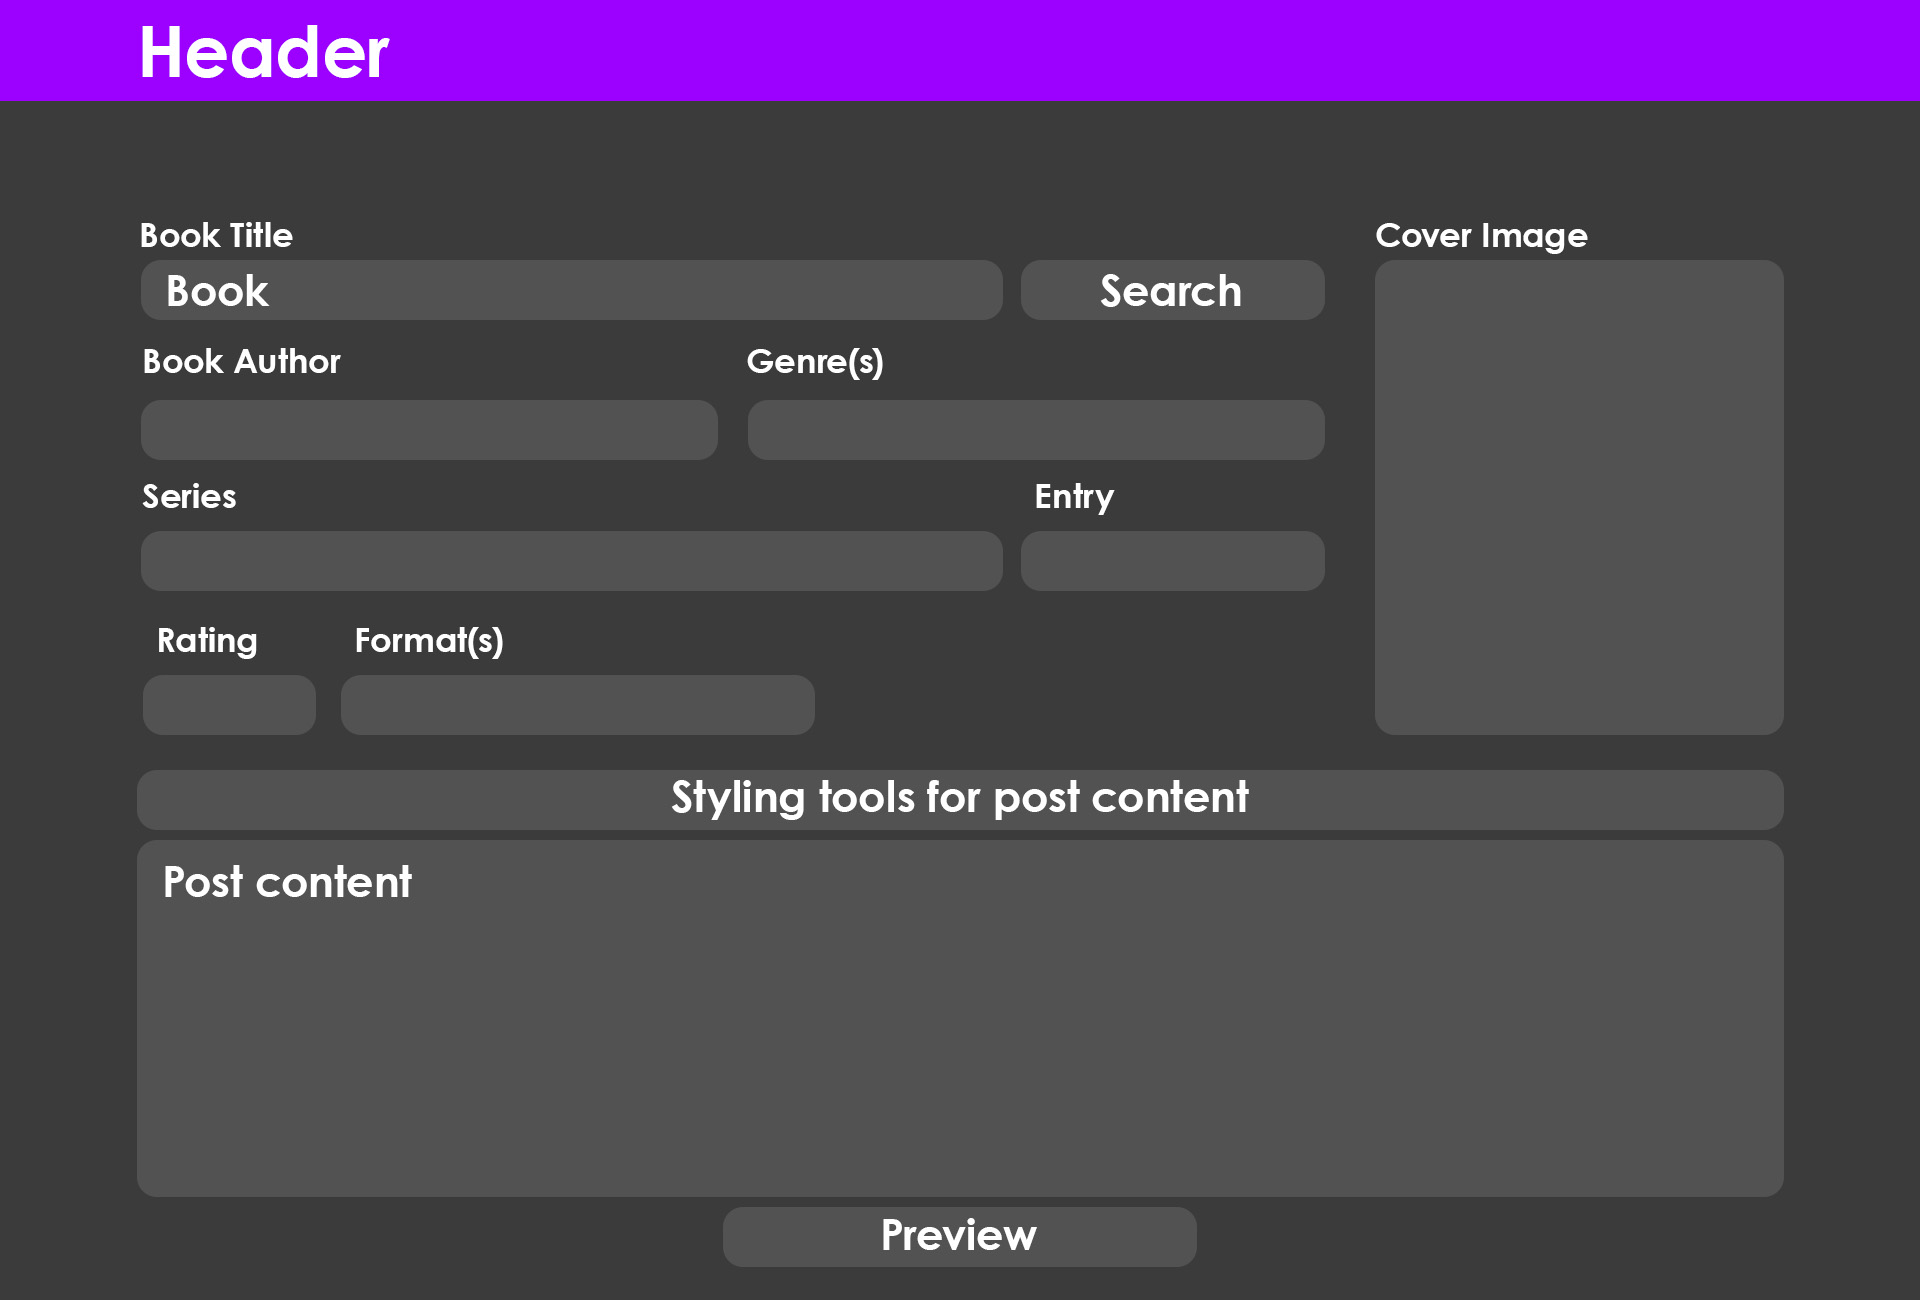 Header
Book Title
Cover Image
Book
Search
Book Author
Genre(s)
Series
Entry
Rating
Format(s)
Styling tools for post content
Post content
Preview